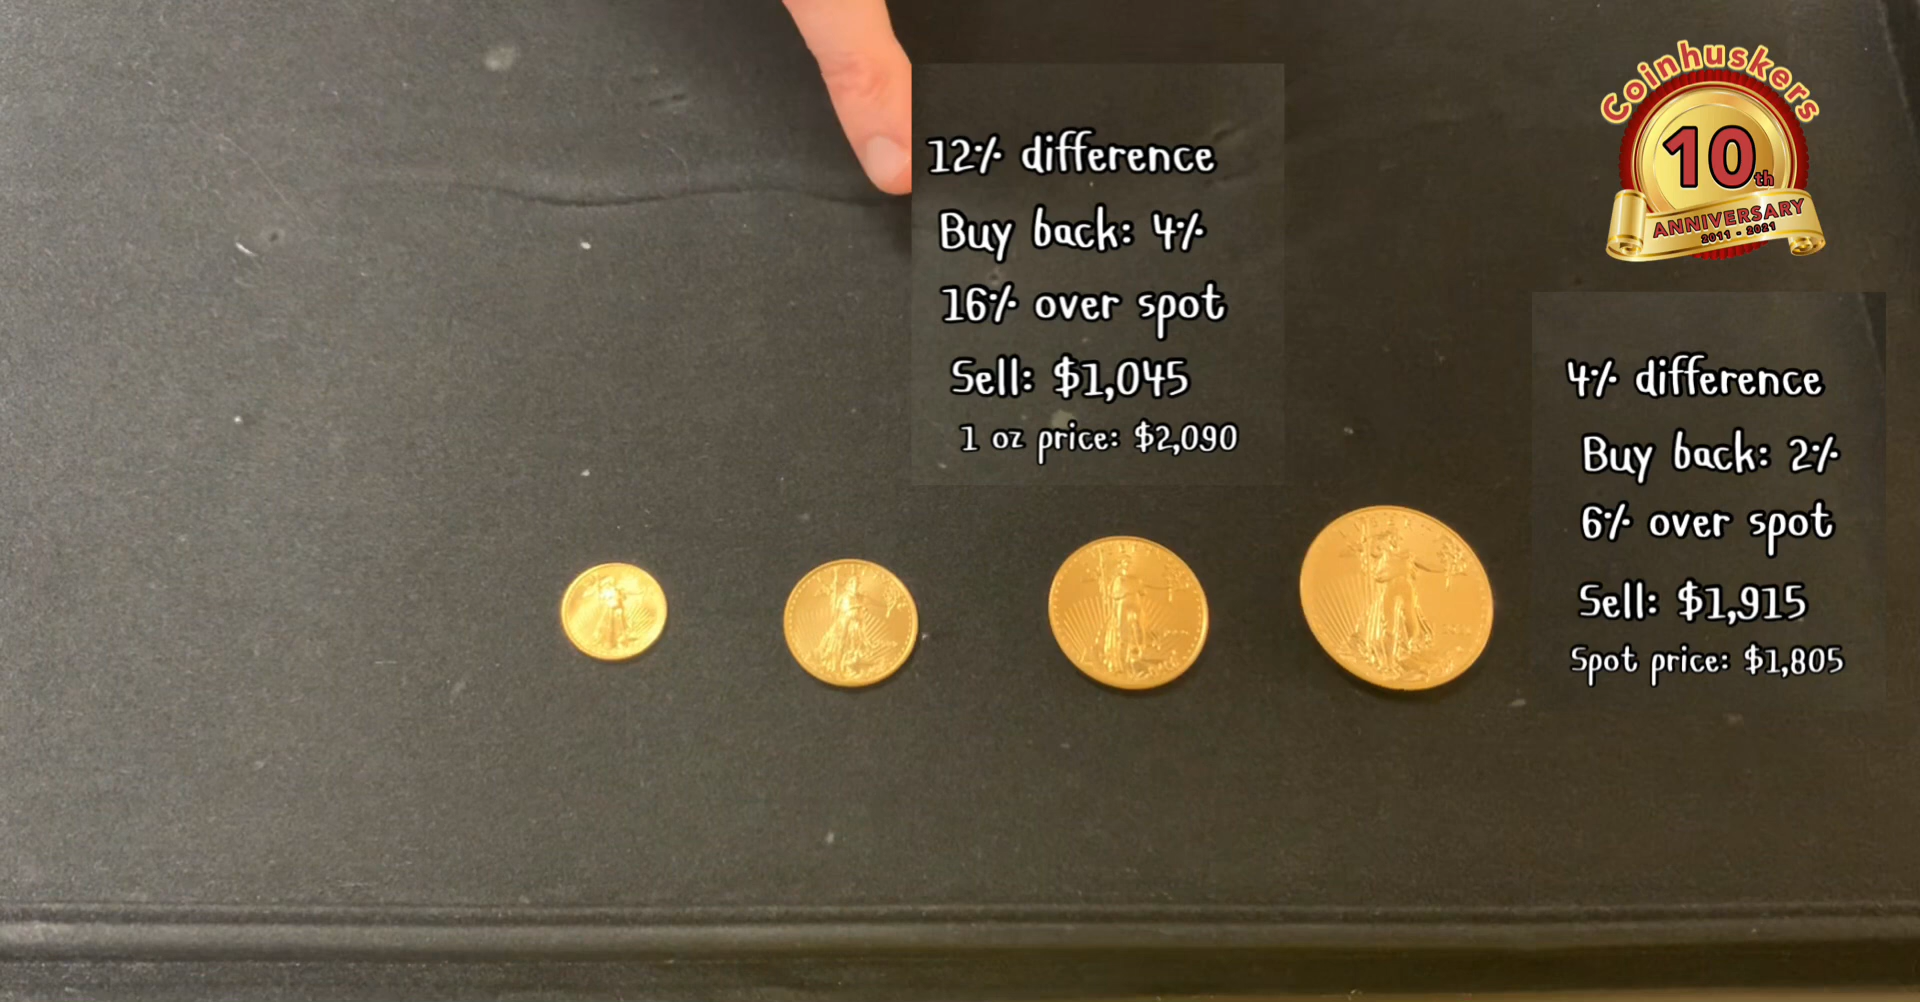 12% difference
Buy back: 4%
16% over spot
Sell: $1,045
1 oz price: $2,090
Coinhuskers
10th
ANNIVERSARY
2011 - 2021
4% difference
Buy back: 2%
6% over spot
Sell: $1,915
Spot price: $1,805